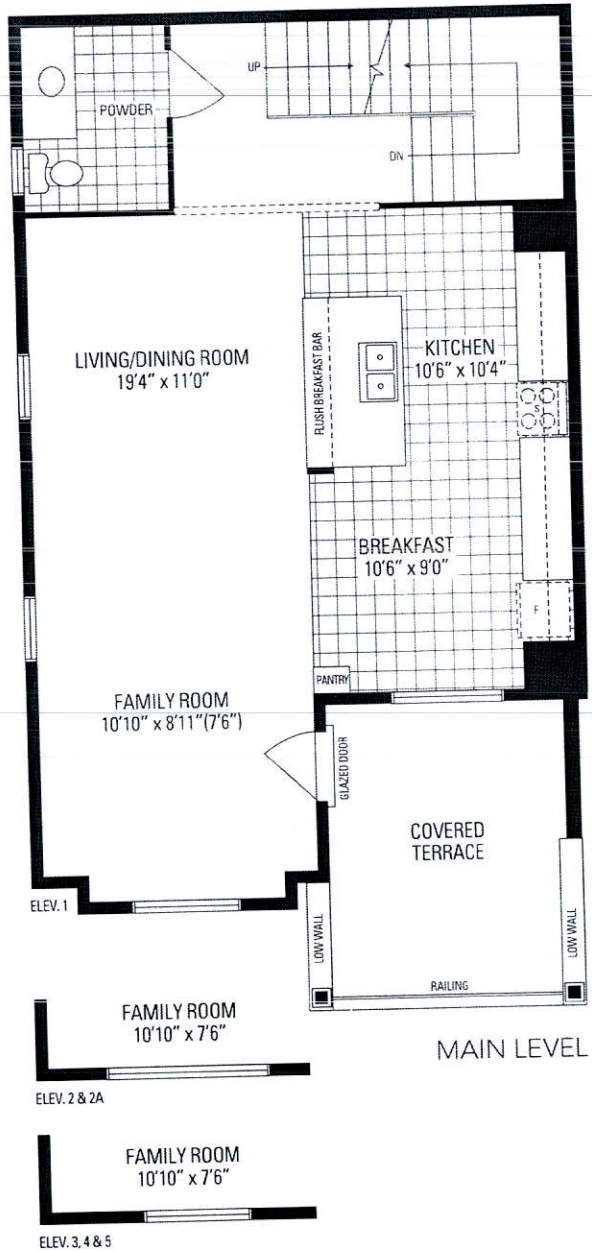 UP
POWDER
DN
LIVING/DINING ROOM
19'4" x 11'0"
FLUSH BREAKFAST BAR
KITCHEN
10'6" x 10'4"
S
BREAKFAST
10'6" x 9'0"
F
PANTRY
FAMILY ROOM
10'10" x 8'11"(7'6")
GLAZED DOOR
COVERED
TERRACE
ELEV. 1
LOW WALL
LOW WALL
RAILING
FAMILY ROOM
10'10" x 7'6"
MAIN LEVEL
ELEV. 2 & 2A
FAMILY ROOM
10'10" x 7'6"
ELEV. 3, 4 & 5